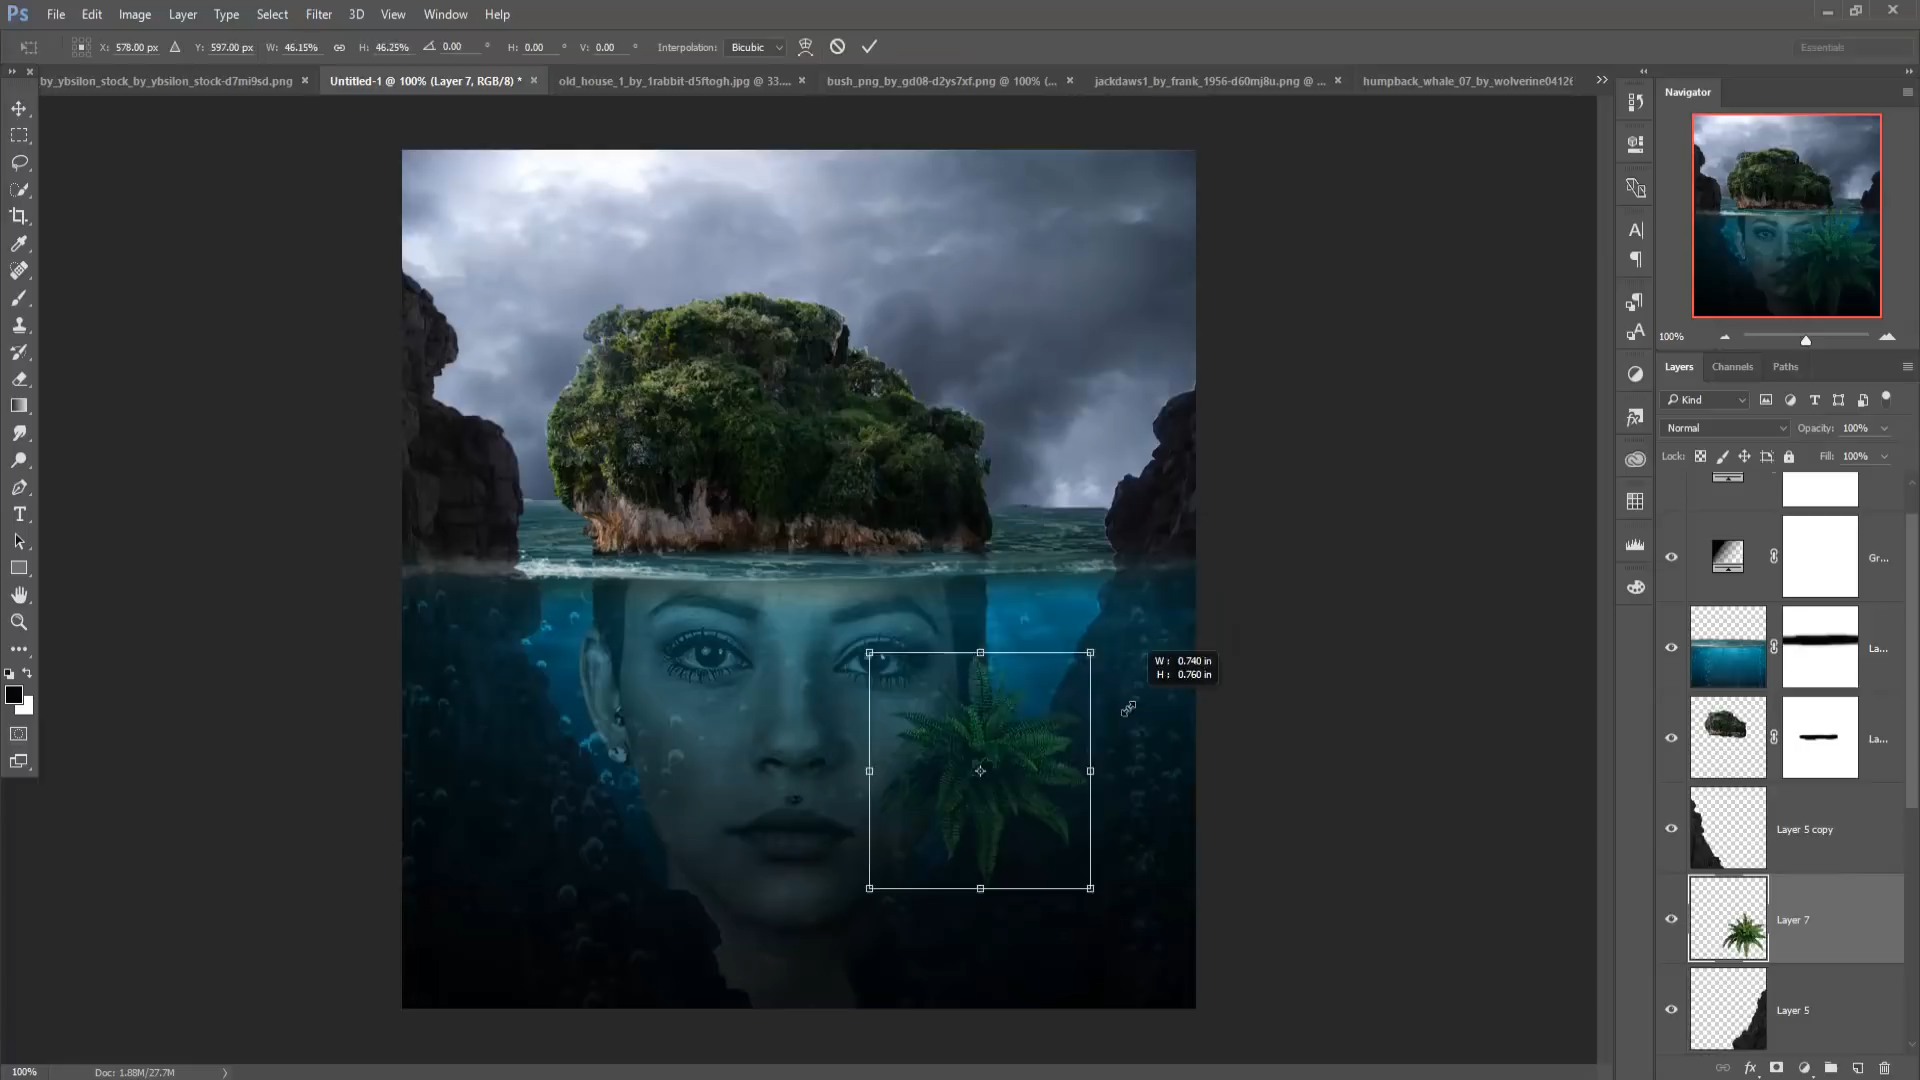 Ps File Edit Image Layer Type Select Filter 3D View Window Help
X: 578.00 px Y: 597.00 px W: 46.15% H: 46.25% 0.00 ° H: 0.00 ° V: 0.00 ° Interpolation: Bicubic Essentials
by_ybsilon_stock_by_ybsilon_stock-d7mi9sd.png Untitled-1 @ 100% (Layer 7, RGB/8) * old_house_1_by_1rabbit-d5ftogh.jpg @ 33.... bush_png_by_gd08-d2ys7xf.png @ 100% (... jackdaws1_by_frank_1956-d60mj8u.png @ ... humpback_whale_07_by_wolverine04126
Navigator
100%
Layers Channels Paths
Kind
Normal Opacity: 100%
Lock: Fill: 100%
Gr...
La...
La...
Layer 5 copy
Layer 7
Layer 5
W : 0.740 in
H : 0.760 in
100% Doc: 1.88M/27.7M